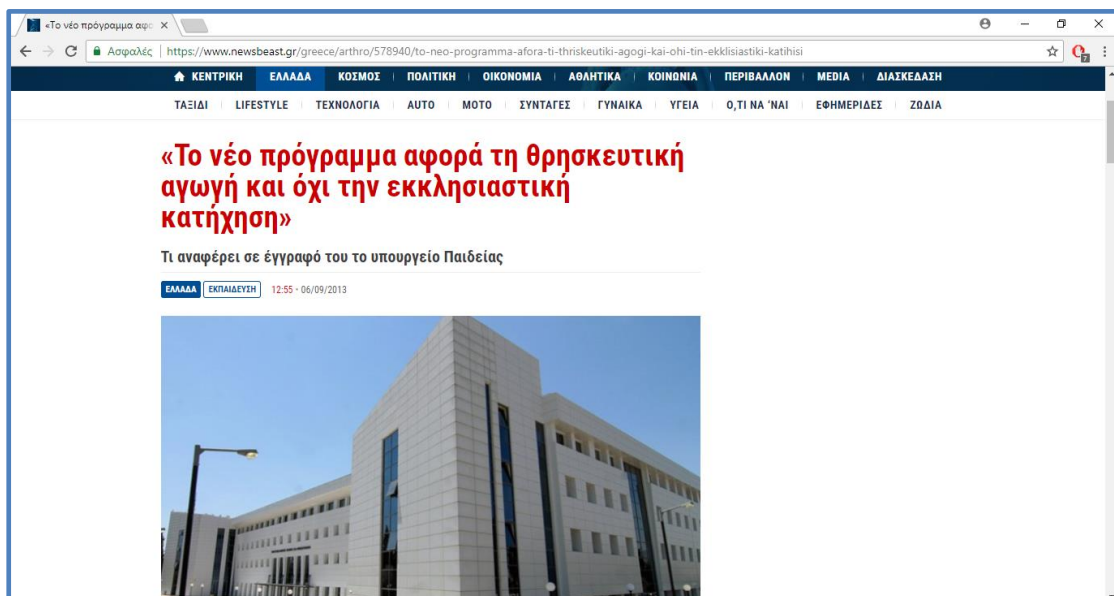 «Το νέο πρόγραμμα αφο
Ασφαλές https://www.newsbeast.gr/greece/arthro/578940/to-neo-programma-afora-ti-thriskeutiki-agogi-kai-ohi-tin-ekklisiastiki-katihisi
7
ΚΕΝΤΡΙΚΗ ΕΛΛΑΔΑ ΚΟΣΜΟΣ ΠΟΛΙΤΙΚΗ ΟΙΚΟΝΟΜΙΑ ΑΘΛΗΤΙΚΑ ΚΟΙΝΩΝΙΑ ΠΕΡΙΒΑΛΛΟΝ MEDIA ΔΙΑΣΚΕΔΑΣΗ
ΤΑΞΙΔΙ LIFESTYLE ΤΕΧΝΟΛΟΓΙΑ AUTO MOTO ΣΥΝΤΑΓΕΣ ΓΥΝΑΙΚΑ ΥΓΕΙΑ Ο,ΤΙ ΝΑ 'ΝΑΙ ΕΦΗΜΕΡΙΔΕΣ ΖΩΔΙΑ
«Το νέο πρόγραμμα αφορά τη θρησκευτική
αγωγή και όχι την εκκλησιαστική
κατήχηση»
Τι αναφέρει σε έγγραφό του το υπουργείο Παιδείας
ΕΛΛΑΔΑ ΕΚΠΑΙΔΕΥΣΗ 12:55 - 06/09/2013